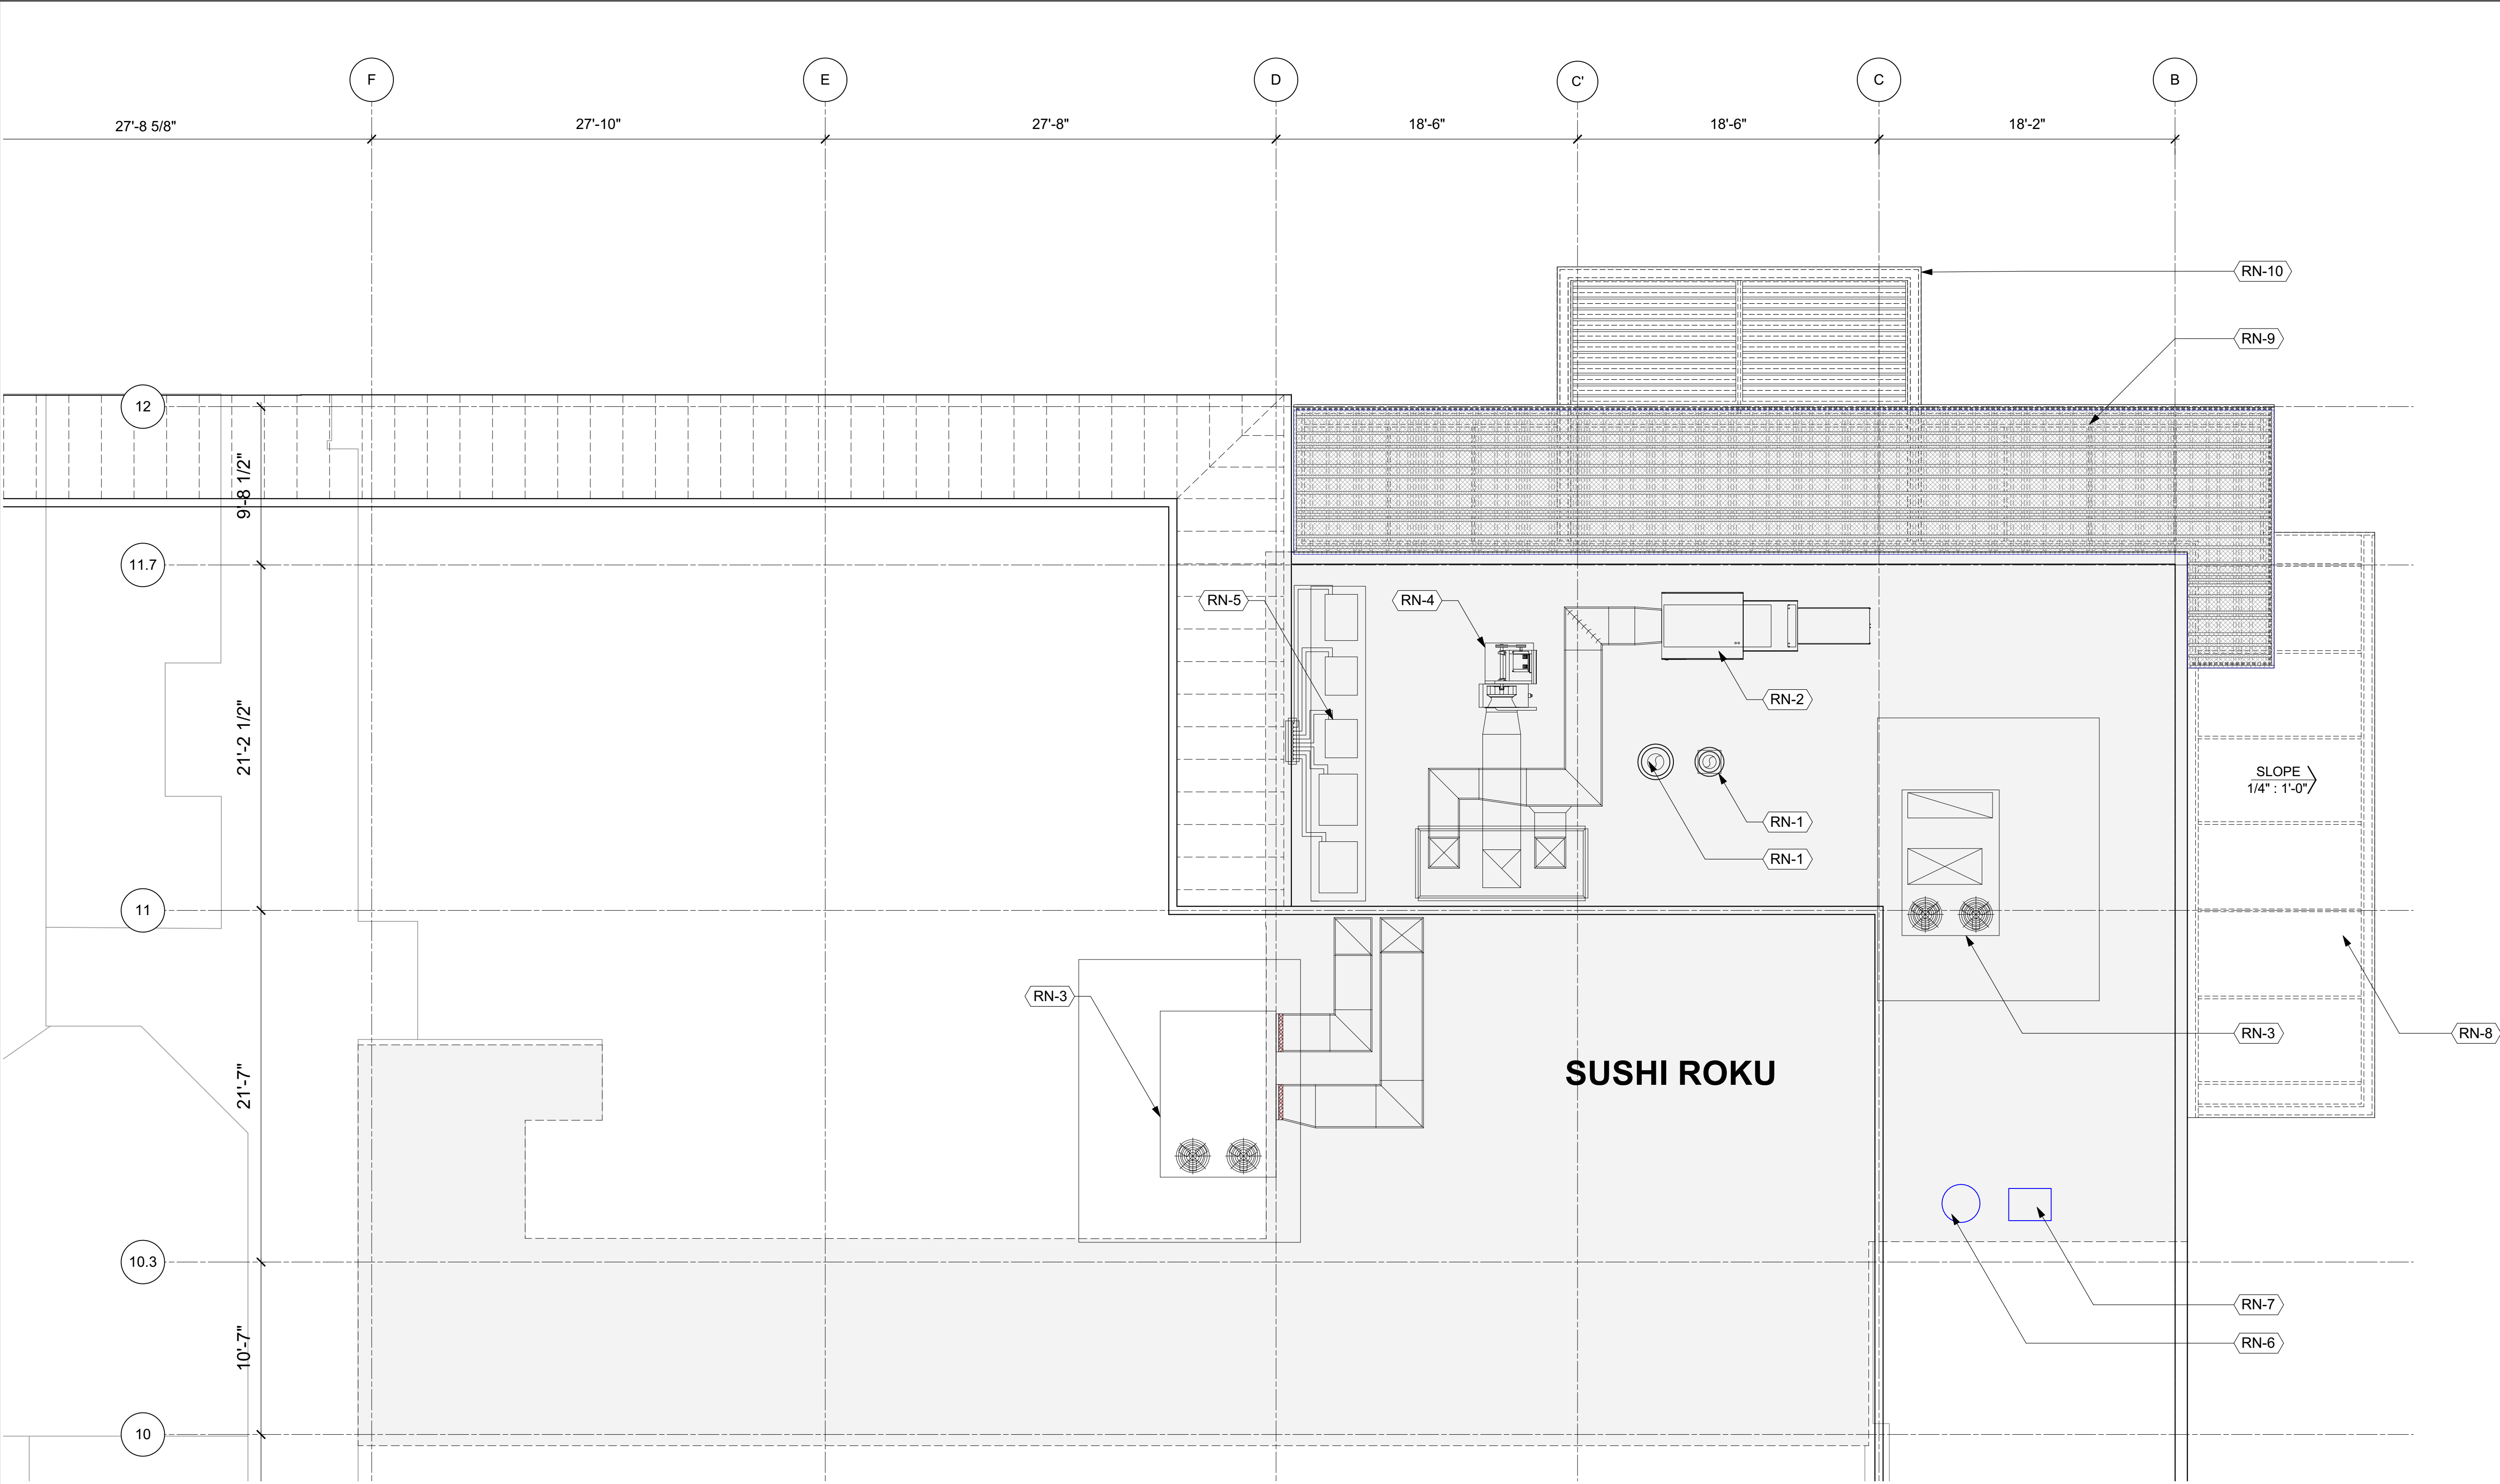 F
E
D
C'
C
B
27'-8 5/8"
27'-10"
27'-8"
18'-6"
18'-6"
18'-2"
RN-10
RN-9
12
9'-8 1/2"
11.7
RN-5
RN-4
RN-2
21'-2 1/2"
SLOPE
1/4" : 1'-0"
RN-1
RN-1
11
RN-3
RN-3
RN-8
SUSHI ROKU
21'-7"
10.3
RN-7
RN-6
10'-7"
10